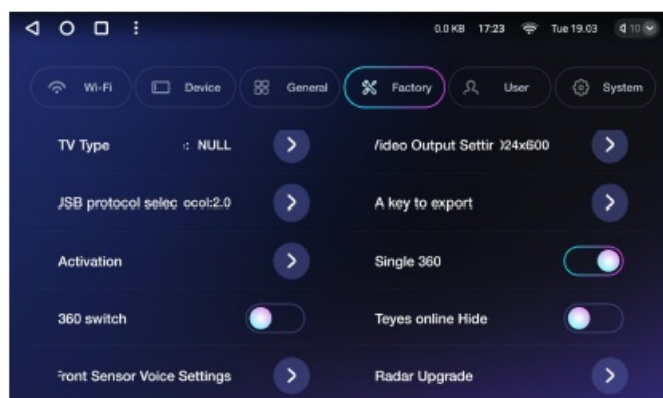 0.0 KB 17:23 Tue 19.03 10
Wi-Fi Device General Factory User System
TV Type : NULL
/ideo Output Settir )24x600
JSB protocol selec ocol:2.0
A key to export
Activation
Single 360
360 switch
Teyes online Hide
Front Sensor Voice Settings
Radar Upgrade